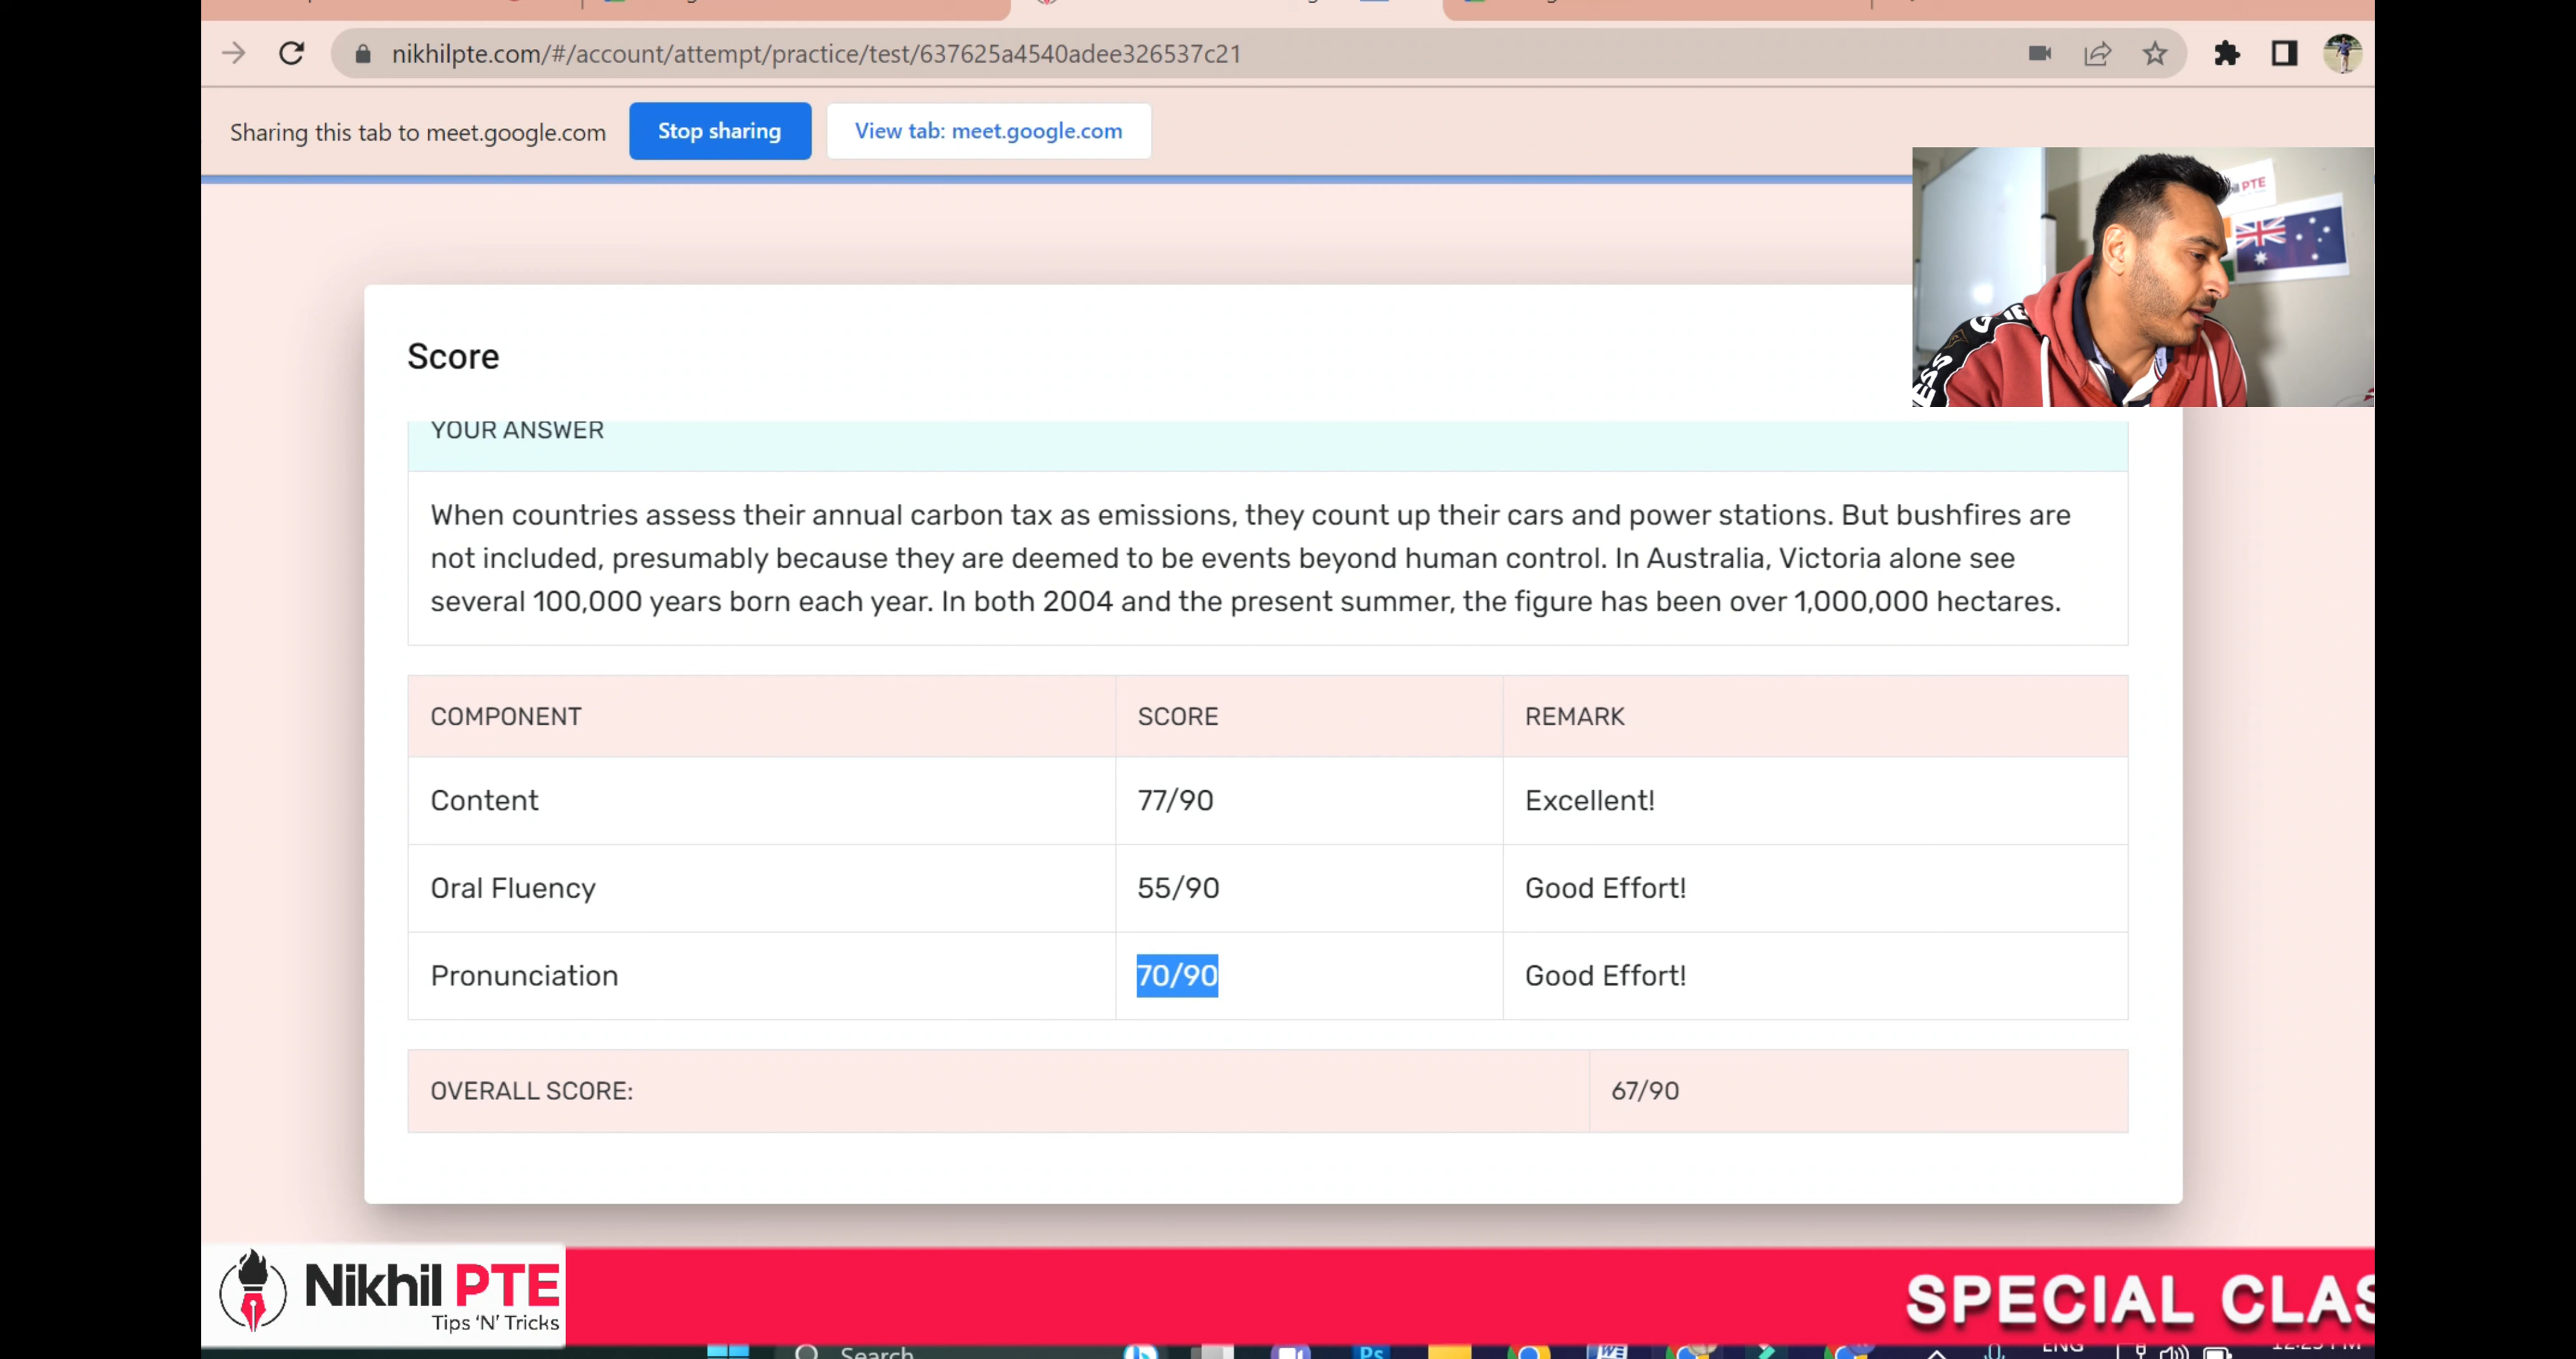 nikhilpte.com/#/account/attempt/practice/test/637625a4540adee326537c21
Sharing this tab to meet.google.com
Stop sharing
View tab: meet.google.com
PTE
Score
YOUR ANSWER
When countries assess their annual carbon tax as emissions, they count up their cars and power stations. But bushfires are
not included, presumably because they are deemed to be events beyond human control. In Australia, Victoria alone see
several 100,000 years born each year. In both 2004 and the present summer, the figure has been over 1,000,000 hectares.
COMPONENT SCORE REMARK
Content 77/90 Excellent!
Oral Fluency 55/90 Good Effort!
Pronunciation 70/90 Good Effort!
OVERALL SCORE: 67/90
Nikhil PTE
Tips 'N' Tricks
SPECIAL CLAS
Search
Ps
ENG